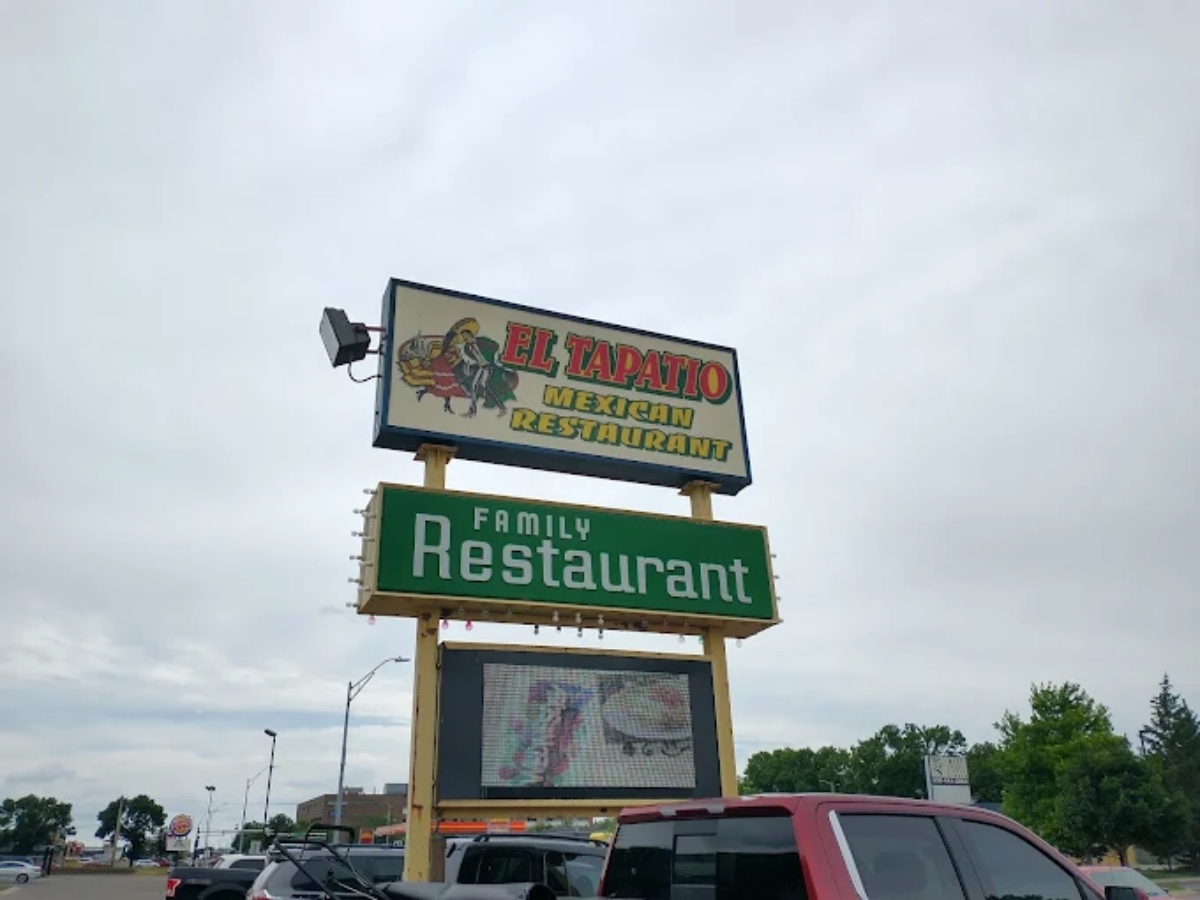 EL TAPATIO
MEXICAN
RESTAURANT
FAMILY
Restaurant